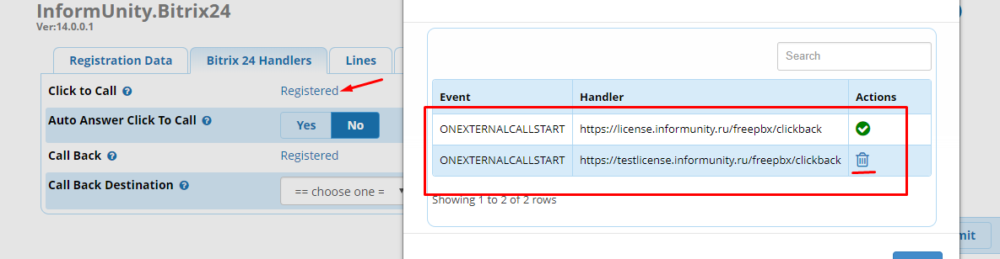 InformUnity.Bitrix24
Ver:14.0.0.1
Registration Data
Bitrix 24 Handlers
Lines
Click to Call
Registered
Auto Answer Click To Call
Yes
No
Call Back
Registered
Call Back Destination
== choose one =
Search
Event Handler Actions
ONEXTERNALCALLSTART https://license.informunity.ru/freepbx/clickback
ONEXTERNALCALLSTART https://testlicense.informunity.ru/freepbx/clickback
Showing 1 to 2 of 2 rows
mit